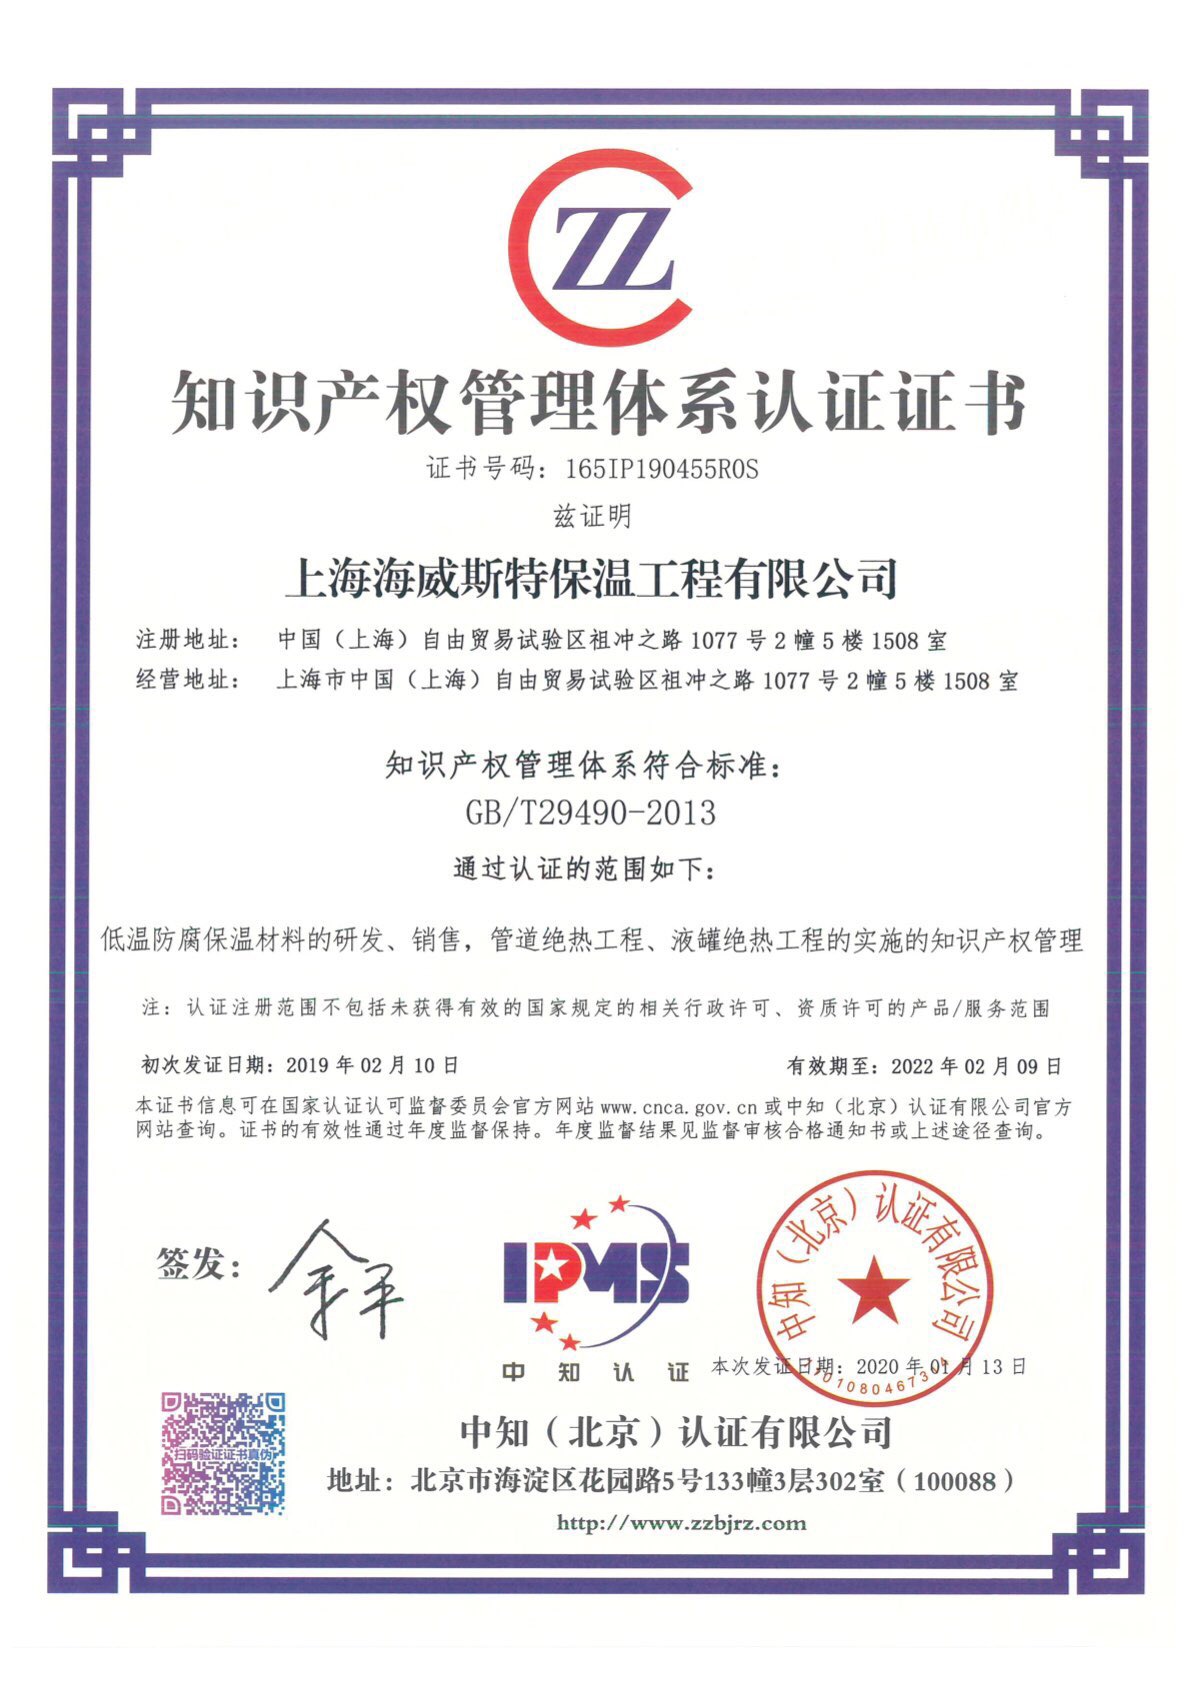 ZZ
知识产权管理体系认证证书
证书号码：165IP190455R0S
兹证明
上海海威斯特保温工程有限公司
注册地址： 中国（上海）自由贸易试验区祖冲之路 1077 号 2 幢 5 楼 1508 室
经营地址： 上海市中国（上海）自由贸易试验区祖冲之路 1077 号 2 幢 5 楼 1508 室
知识产权管理体系符合标准：
GB/T29490-2013
通过认证的范围如下：
低温防腐保温材料的研发、销售，管道绝热工程、液罐绝热工程的实施的知识产权管理
注：认证注册范围不包括未获得有效的国家规定的相关行政许可、资质许可的产品/服务范围
初次发证日期：2019 年 02 月 10 日
有效期至：2022 年 02 月 09 日
本证书信息可在国家认证认可监督委员会官方网站 www.cnca.gov.cn 或中知（北京）认证有限公司官方
网站查询。证书的有效性通过年度监督保持。年度监督结果见监督审核合格通知书或上述途径查询。
签发：
IPMS
中知认证
中知（北京）认证有限公司
本次发证日期：2020 年 01 月 13 日
扫码验证证书真伪
中知（北京）认证有限公司
地址：北京市海淀区花园路5号133幢3层302室（100088）
http://www.zzbjrz.com